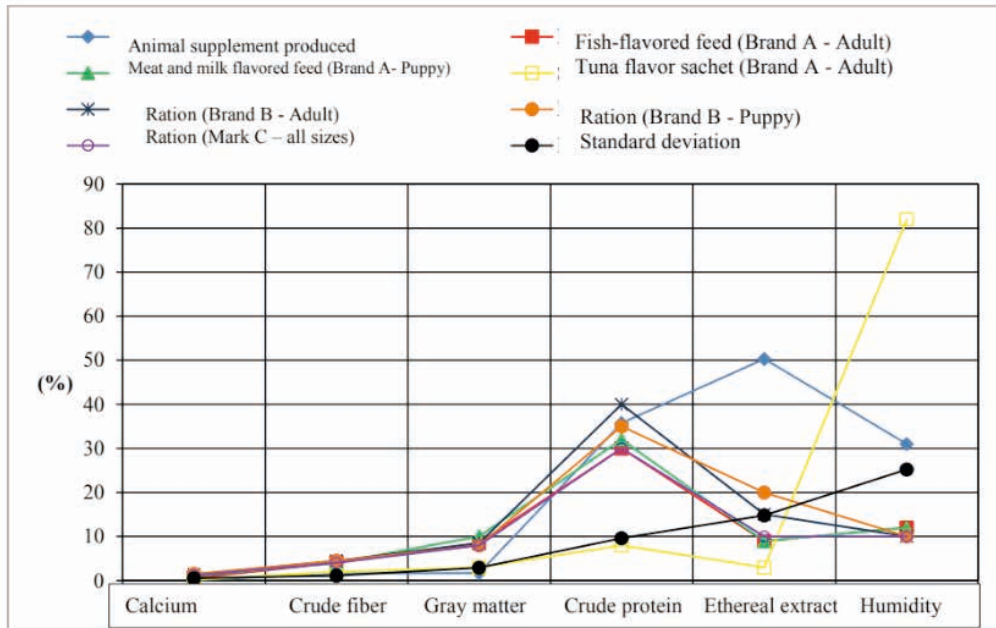 Animal supplement produced
Meat and milk flavored feed (Brand A- Puppy)
Ration (Brand B - Adult)
Ration (Mark C – all sizes)
Fish-flavored feed (Brand A - Adult)
Tuna flavor sachet (Brand A - Adult)
Ration (Brand B - Puppy)
Standard deviation
90
80
70
60
50
40
30
20
10
0
(%)
Calcium Crude fiber Gray matter Crude protein Ethereal extract Humidity